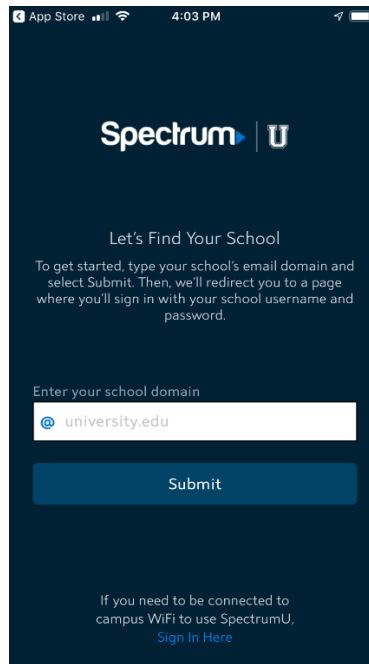 App Store 4:03 PM
Spectrum U
Let's Find Your School
To get started, type your school's email domain and
select Submit. Then, we'll redirect you to a page
where you'll sign in with your school username and
password.
Enter your school domain
@ university.edu
Submit
If you need to be connected to
campus WiFi to use SpectrumU,
Sign In Here